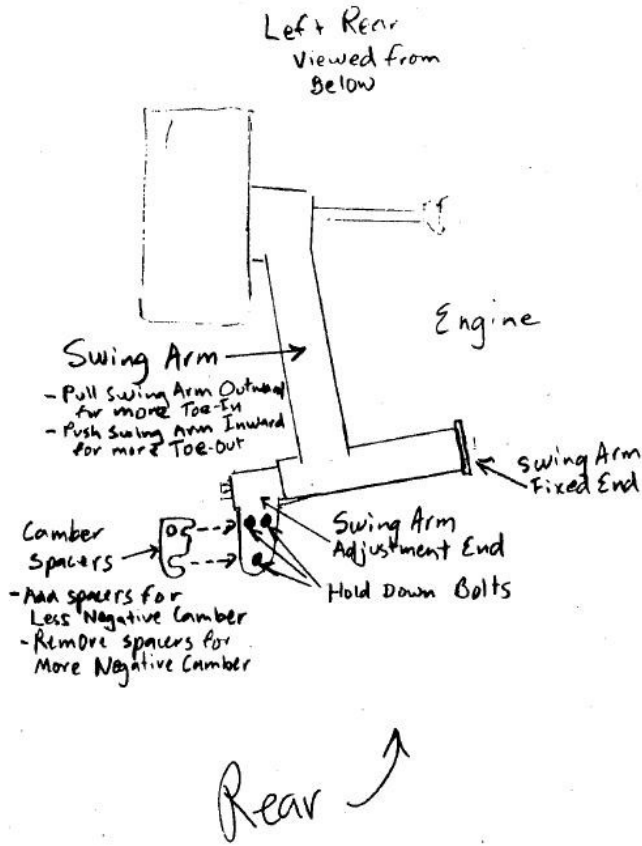 Left Rear
Viewed from
Below
Engine
Swing Arm
- Pull Swing Arm Outward
for more Toe-In
- Push Swing Arm Inward
for more Toe-Out
Swing Arm
Fixed End
Swing Arm
Adjustment End
Camber
Spacers
Hold Down Bolts
- Add spacers for
Less Negative Camber
- Remove spacers for
More Negative Camber
Rear